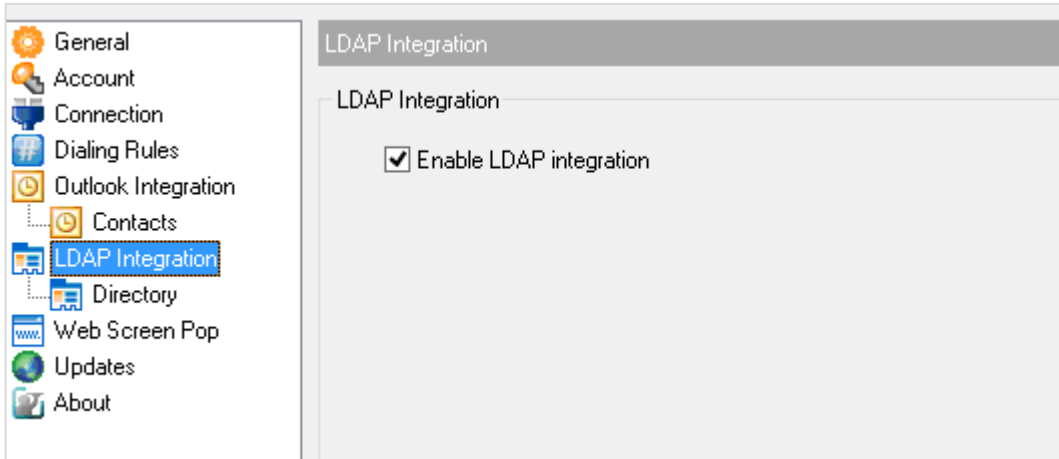 General
Account
Connection
Dialing Rules
Outlook Integration
Contacts
LDAP Integration
Directory
Web Screen Pop
Updates
About
LDAP Integration
LDAP Integration
Enable LDAP integration